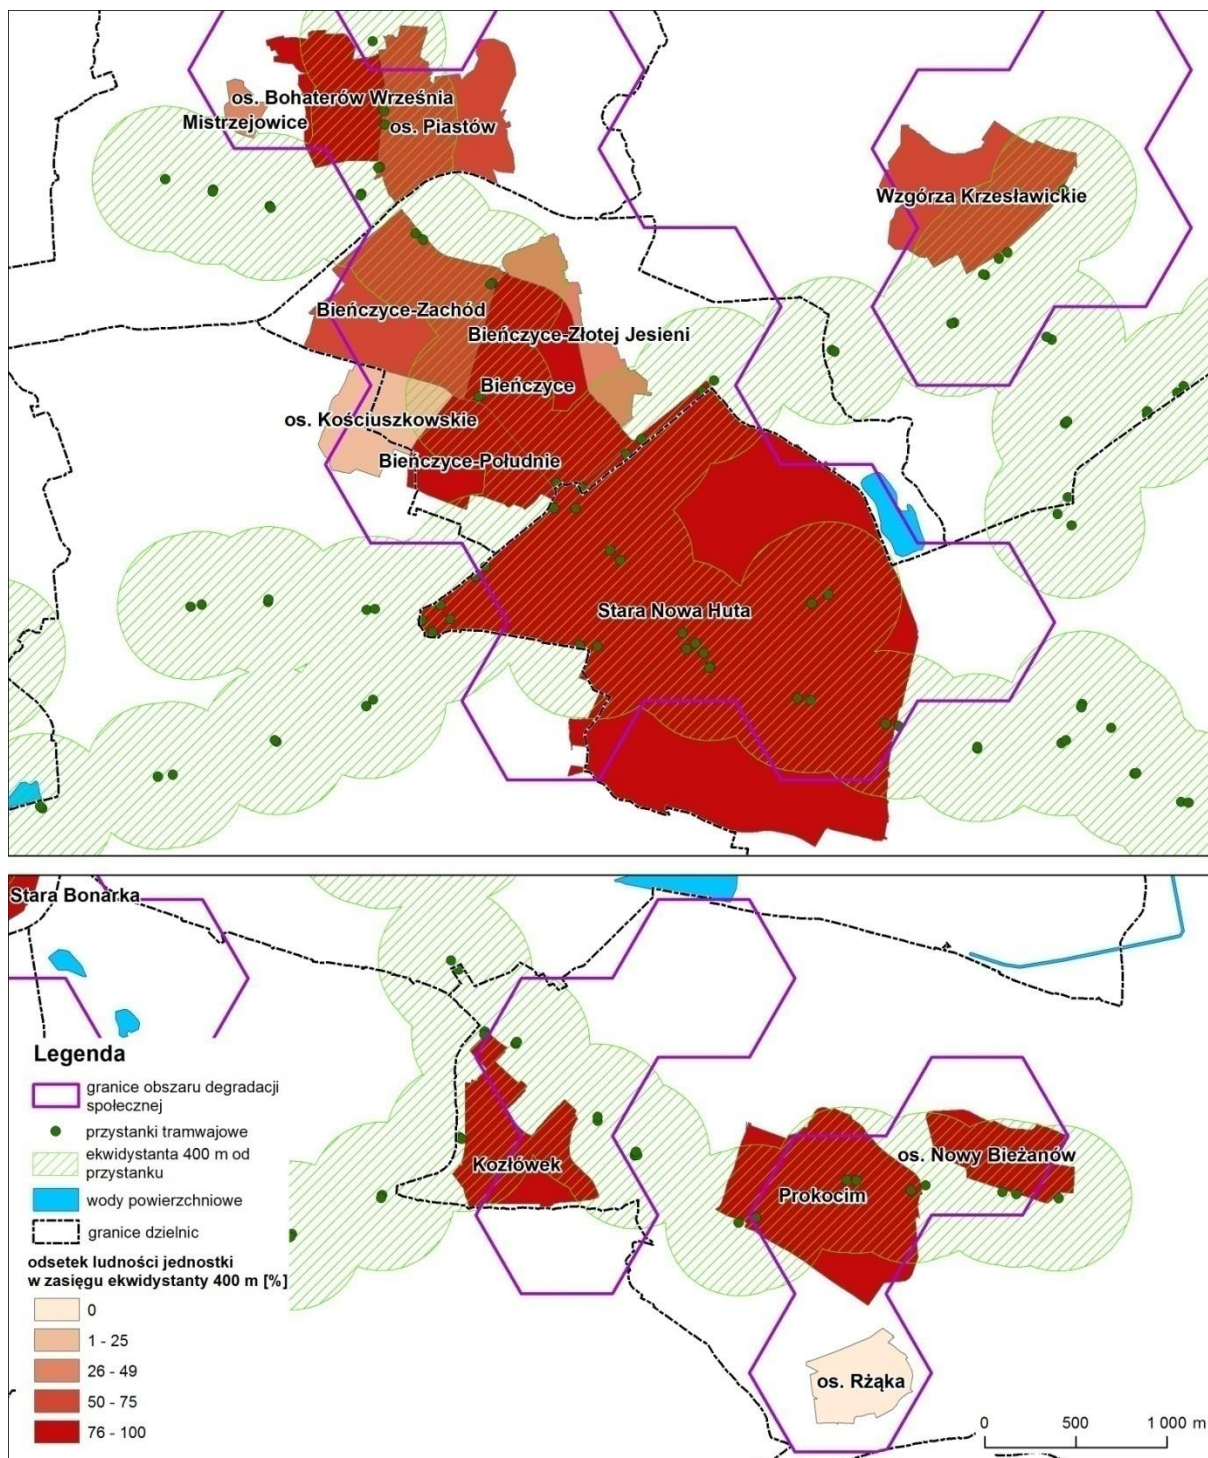 os. Bohaterów Września
Mistrzejowice
os. Piastów
Wzgórza Krzesławickie
Bieńczyce-Zachód
Bieńczyce-Złotej Jesieni
Bieńczyce
os. Kościuszkowskie
Bieńczyce-Południe
Stara Nowa Huta
Stara Bonarka
Kozłówek
os. Nowy Bieżanów
Prokocim
os. Rżąka
Legenda
granice obszaru degradacji
społecznej
przystanki tramwajowe
ekwidystanta 400 m od
przystanku
wody powierzchniowe
granice dzielnic
odsetek ludności jednostki
w zasięgu ekwidystanty 400 m [%]
0
1 - 25
26 - 49
50 - 75
76 - 100
0 500 1 000 m